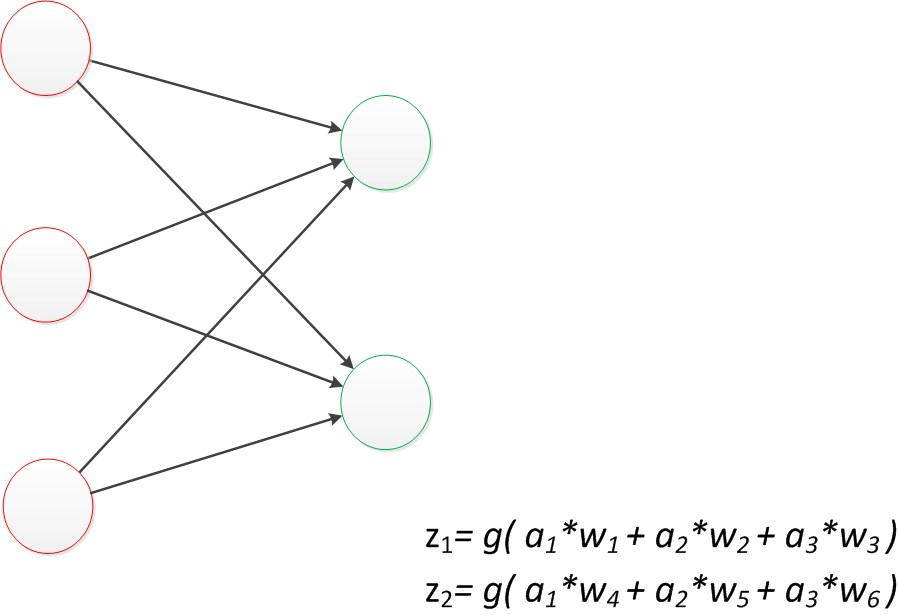 z₁= g( a₁*w₁ + a₂*w₂ + a₃*w₃ )
z₂= g( a₁*w₄ + a₂*w₅ + a₃*w₆ )